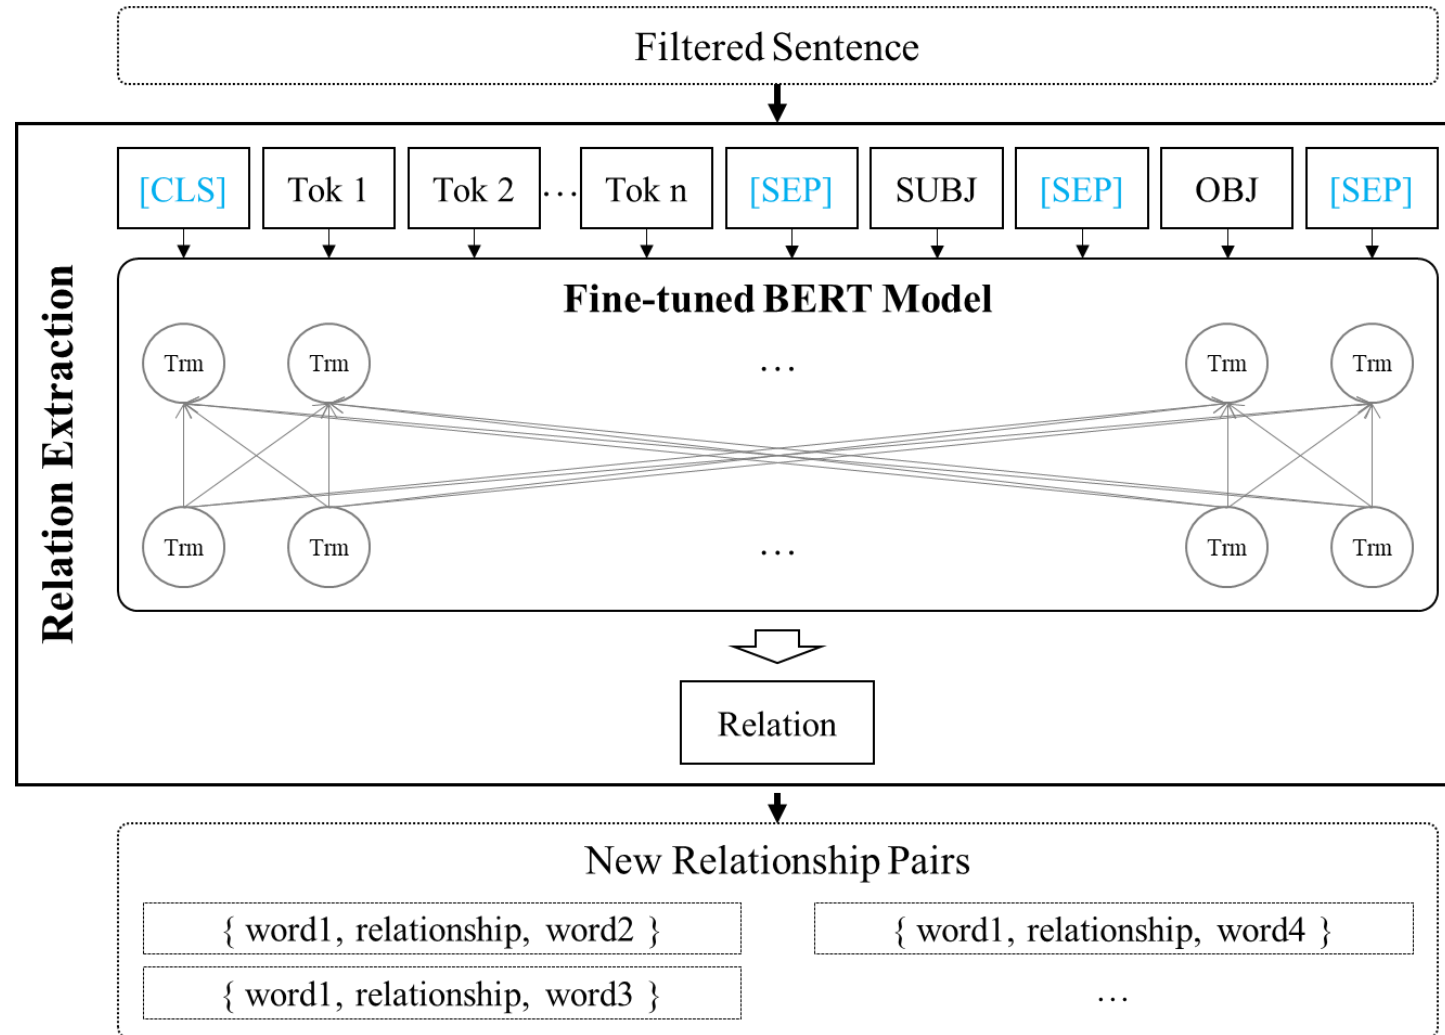 Filtered Sentence
Relation Extraction
[CLS] Tok 1 Tok 2 ... Tok n [SEP] SUBJ [SEP] OBJ [SEP]
Fine-tuned BERT Model
Trm Trm ... Trm Trm
Trm Trm ... Trm Trm
Relation
New Relationship Pairs
{ word1, relationship, word2 } { word1, relationship, word4 }
{ word1, relationship, word3 } ...